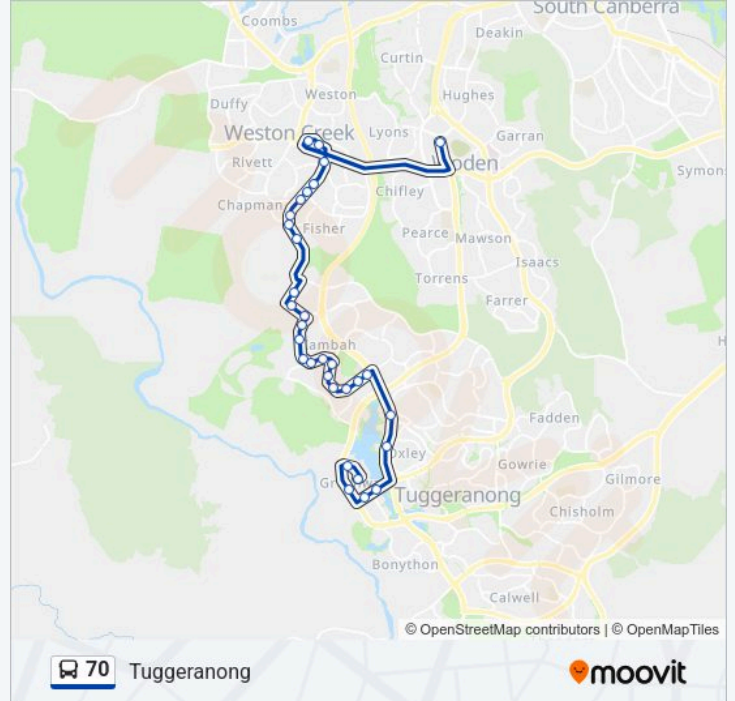 South Canberra
Coombs
Deakin
Curtin
Weston
Hughes
Duffy
Weston Creek
Lyons
Garran
Rivett
oden
Symons
Chifley
Chapman
Fisher
Pearce
Mawson
Isaacs
Torrens
Farrer
ambah
Fadden
Oxley
Gowrie
Gilmore
Tuggeranong
Chisholm
Bonython
Calwell
© OpenStreetMap contributors | © OpenMapTiles
70 Tuggeranong
moovit